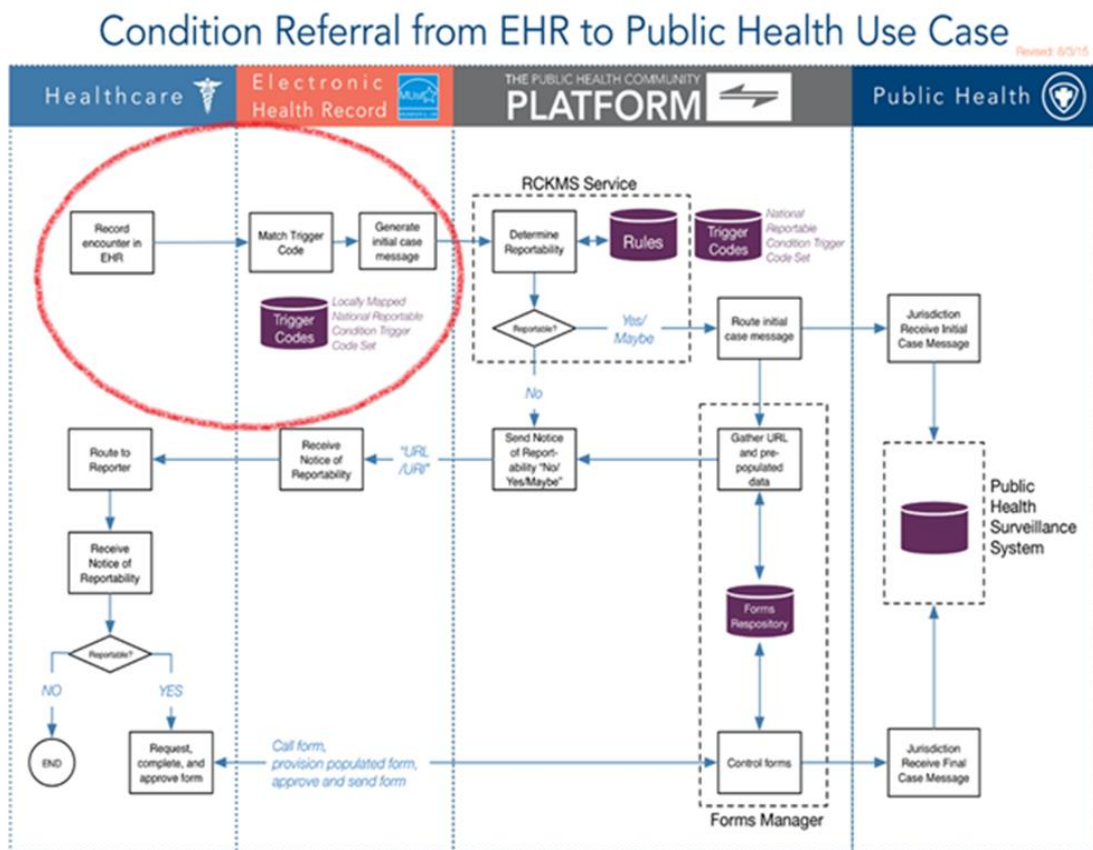 Condition Referral from EHR to Public Health Use Case
Revised: 8/3/15
Healthcare
Electronic
Health Record
THE PUBLIC HEALTH COMMUNITY
PLATFORM
Public Health
RCKMS Service
Record
encounter in
EHR
Match Trigger
Code
Generate
initial case
message
Determine
Reportability
Rules
Trigger
Codes
National
Reportable
Condition Trigger
Code Set
Trigger
Codes
Locally Mapped
National Reportable
Condition Trigger
Code Set
Reportable?
Yes/
Maybe
Route initial
case message
Jurisdiction
Receive Initial
Case Message
No
Route to
Reporter
Receive
Notice of
Reportability
"URL
/URI"
Send Notice
of Report-
ability "No/
Yes/Maybe"
Gather URL
and pre-
populated
data
Public
Health
Surveillance
System
Receive
Notice of
Reportability
Forms
Respository
Reportable?
NO
YES
END
Request,
complete, and
approve form
Call form,
provision populated form,
approve and send form
Control forms
Jurisdiction
Receive Final
Case Message
Forms Manager